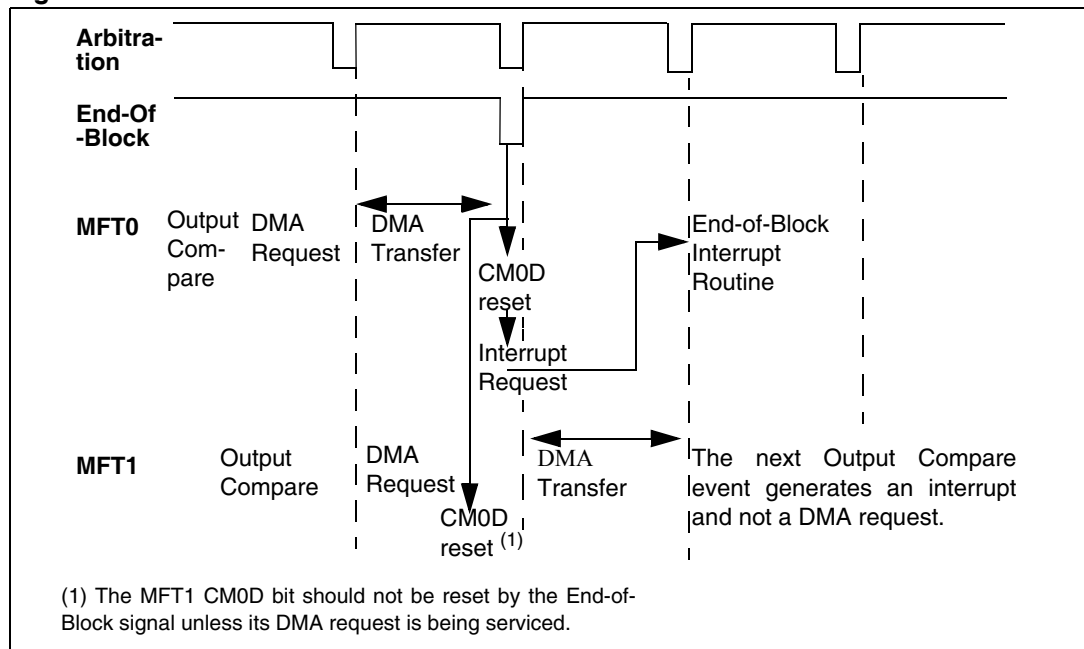 Arbitra-
tion
End-Of
-Block
MFT0
Output
Com-
pare
DMA
Request
DMA
Transfer
End-of-Block
Interrupt
Routine
CM0D
reset
Interrupt
Request
MFT1
Output
Compare
DMA
Request
DMA
Transfer
The next Output Compare
event generates an interrupt
and not a DMA request.
CM0D
reset (1)
(1) The MFT1 CM0D bit should not be reset by the End-of-
Block signal unless its DMA request is being serviced.